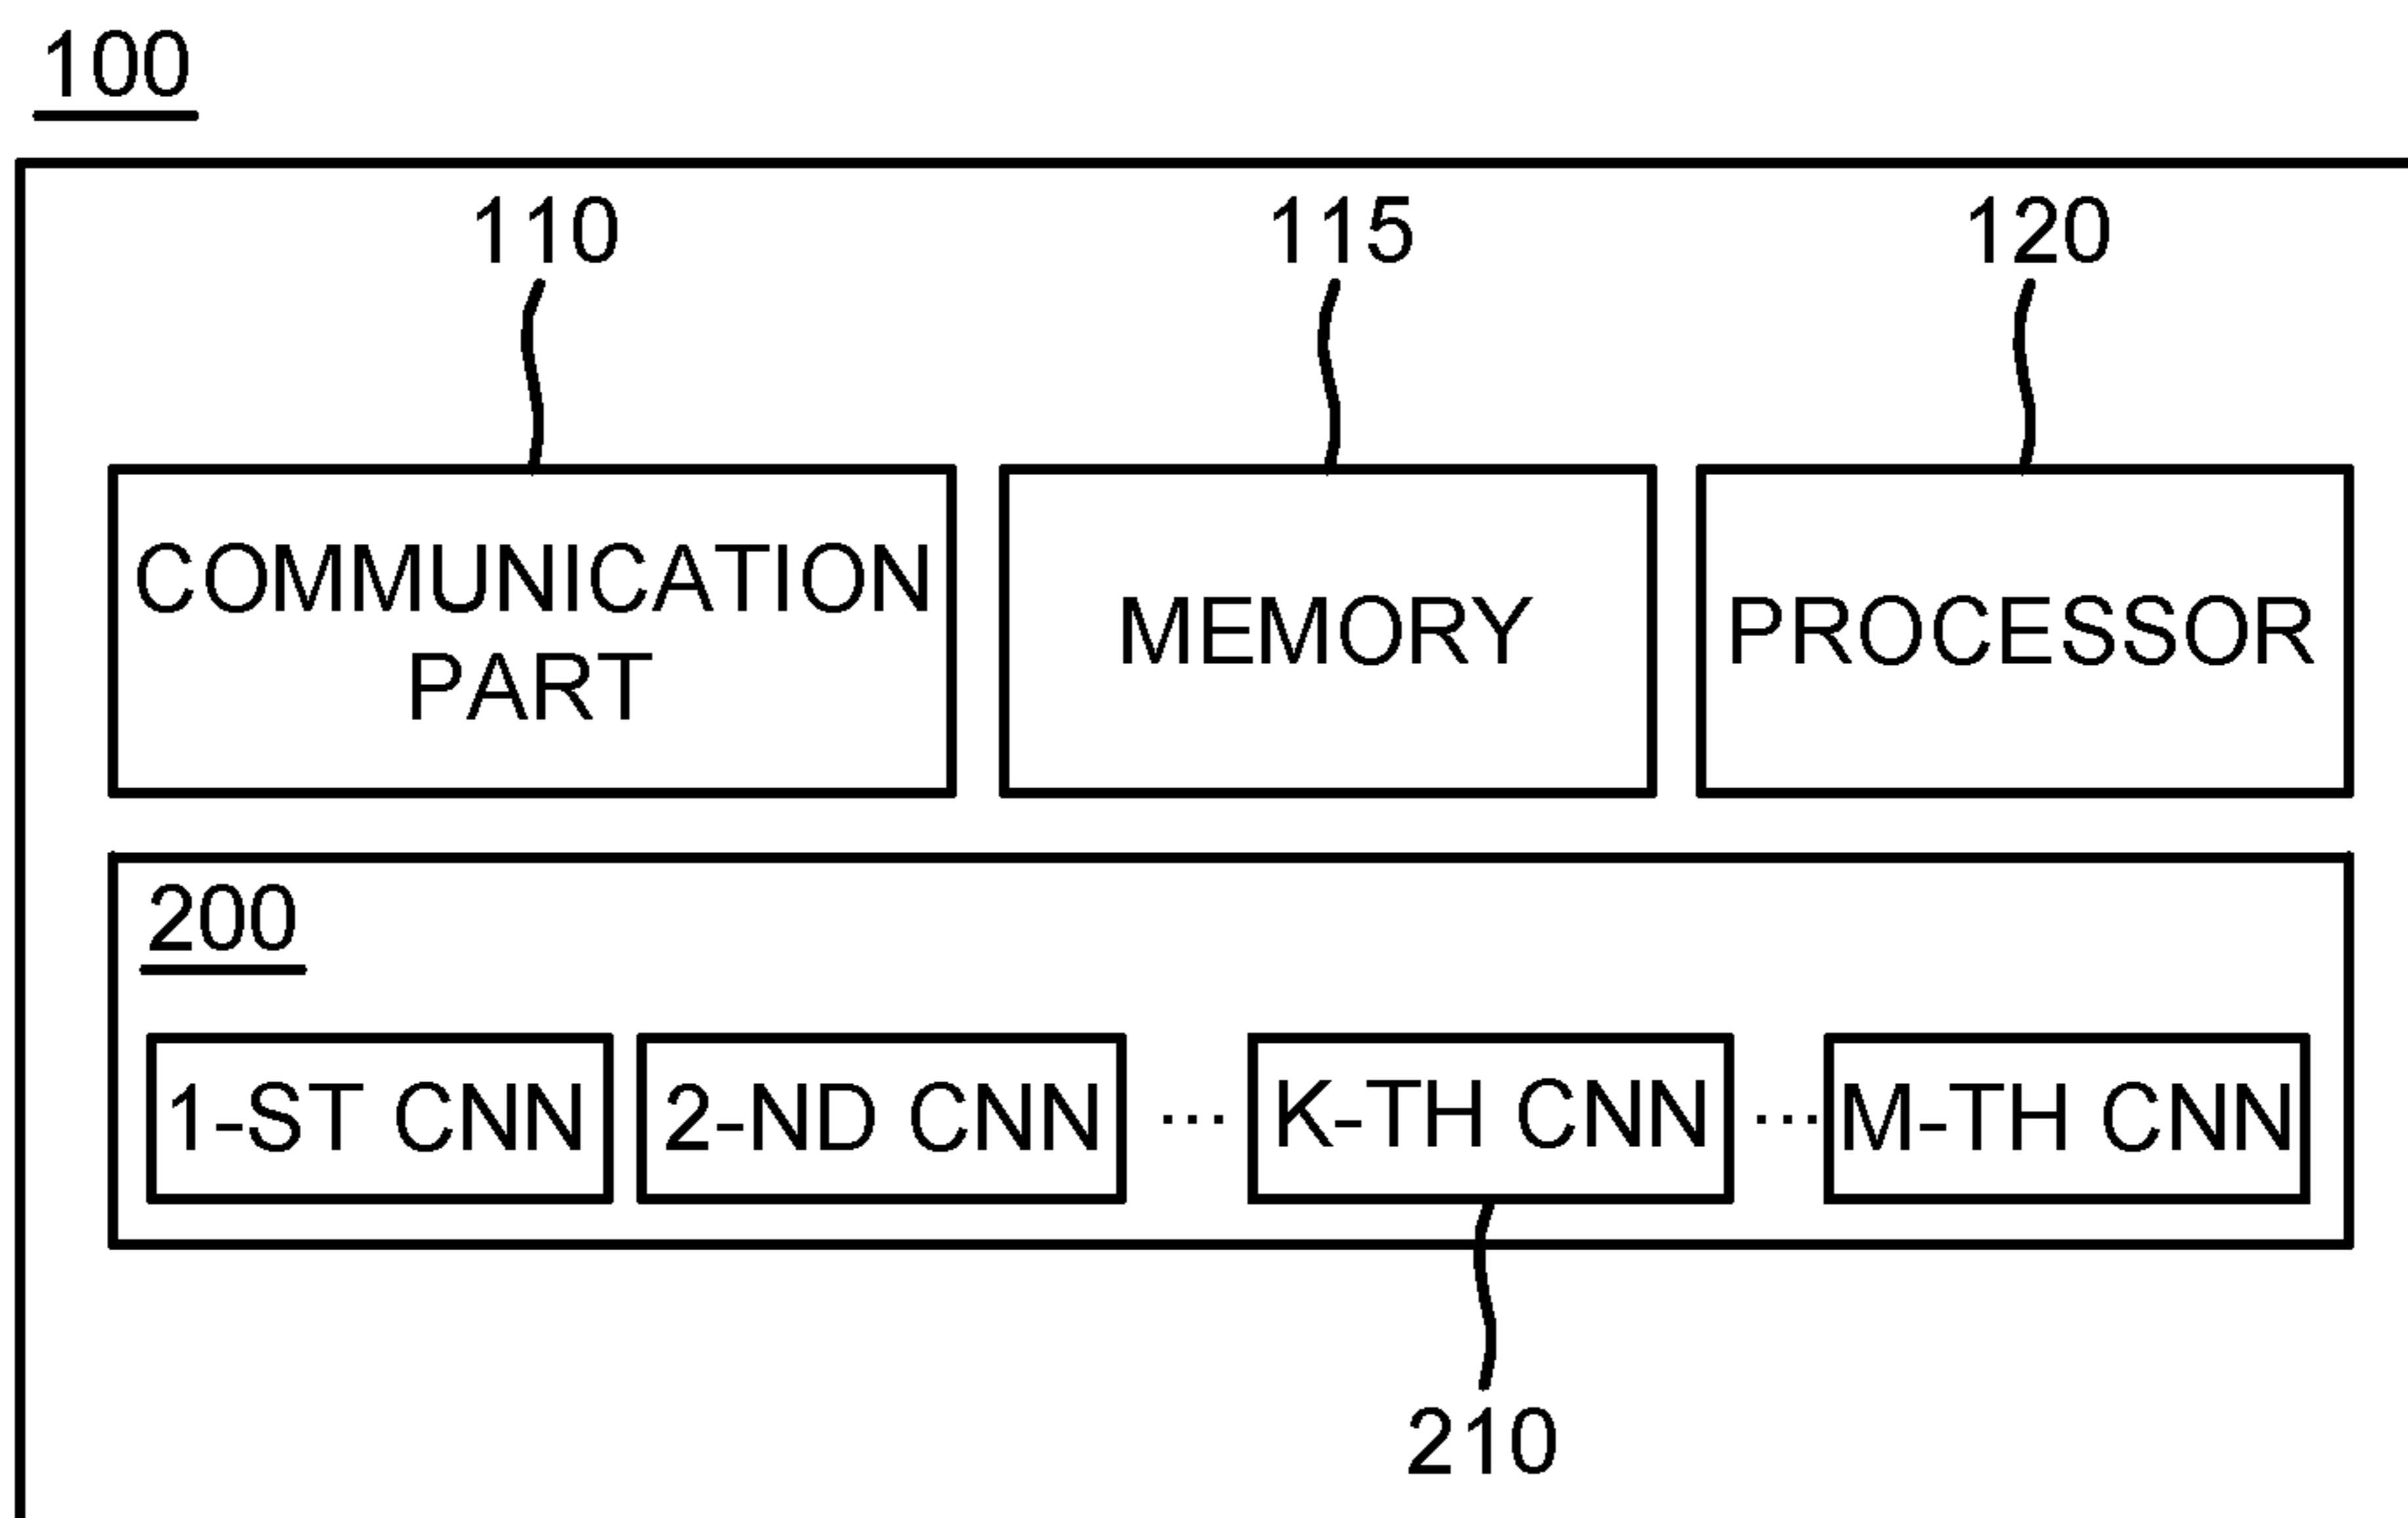 100
110 115 120
COMMUNICATION
PART
MEMORY
PROCESSOR
200
1-ST CNN 2-ND CNN ... K-TH CNN ... M-TH CNN
210